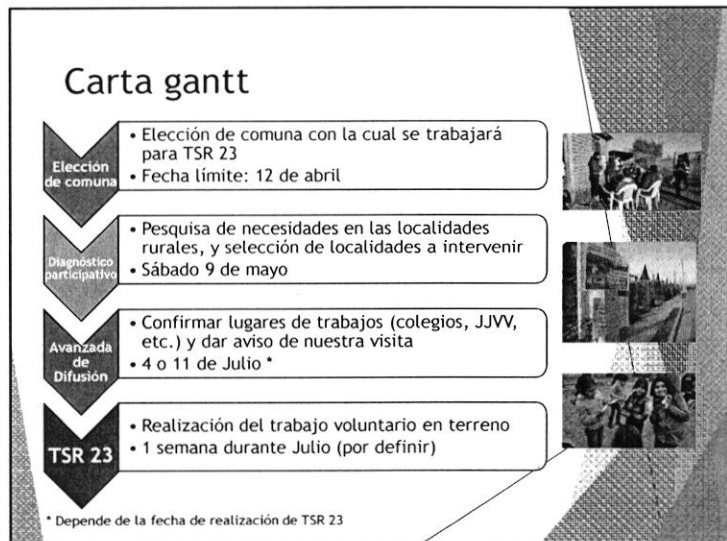 Carta gantt
Elección
de comuna
• Elección de comuna con la cual se trabajará
para TSR 23
• Fecha límite: 12 de abril
Diagnóstico
participativo
• Pesquisa de necesidades en las localidades
rurales, y selección de localidades a intervenir
• Sábado 9 de mayo
Avanzada
de
Difusión
• Confirmar lugares de trabajos (colegios, JJVV,
etc.) y dar aviso de nuestra visita
• 4 o 11 de Julio *
TSR 23
• Realización del trabajo voluntario en terreno
• 1 semana durante Julio (por definir)
* Depende de la fecha de realización de TSR 23